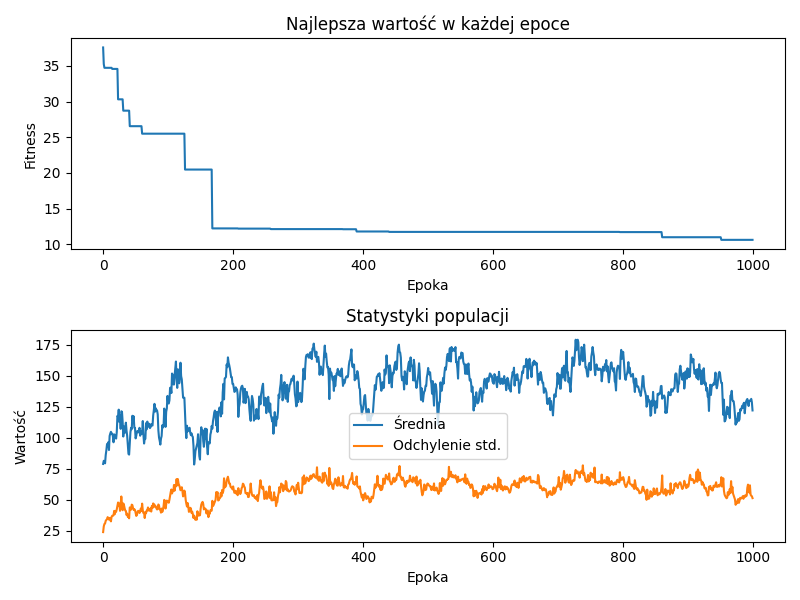 Najlepsza wartość w każdej epoce
Fitness
35
30
25
20
15
10
0 200 400 600 800 1000
Epoka
Statystyki populacji
Wartość
175
150
125
100
75
50
25
Średnia
Odchylenie std.
0 200 400 600 800 1000
Epoka